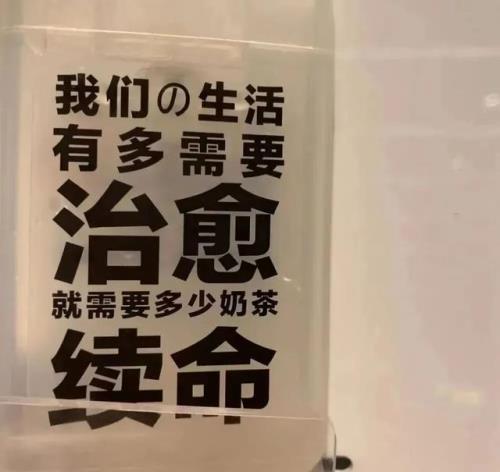 我们の生活
有多需要
治愈
就需要多少奶茶
续命